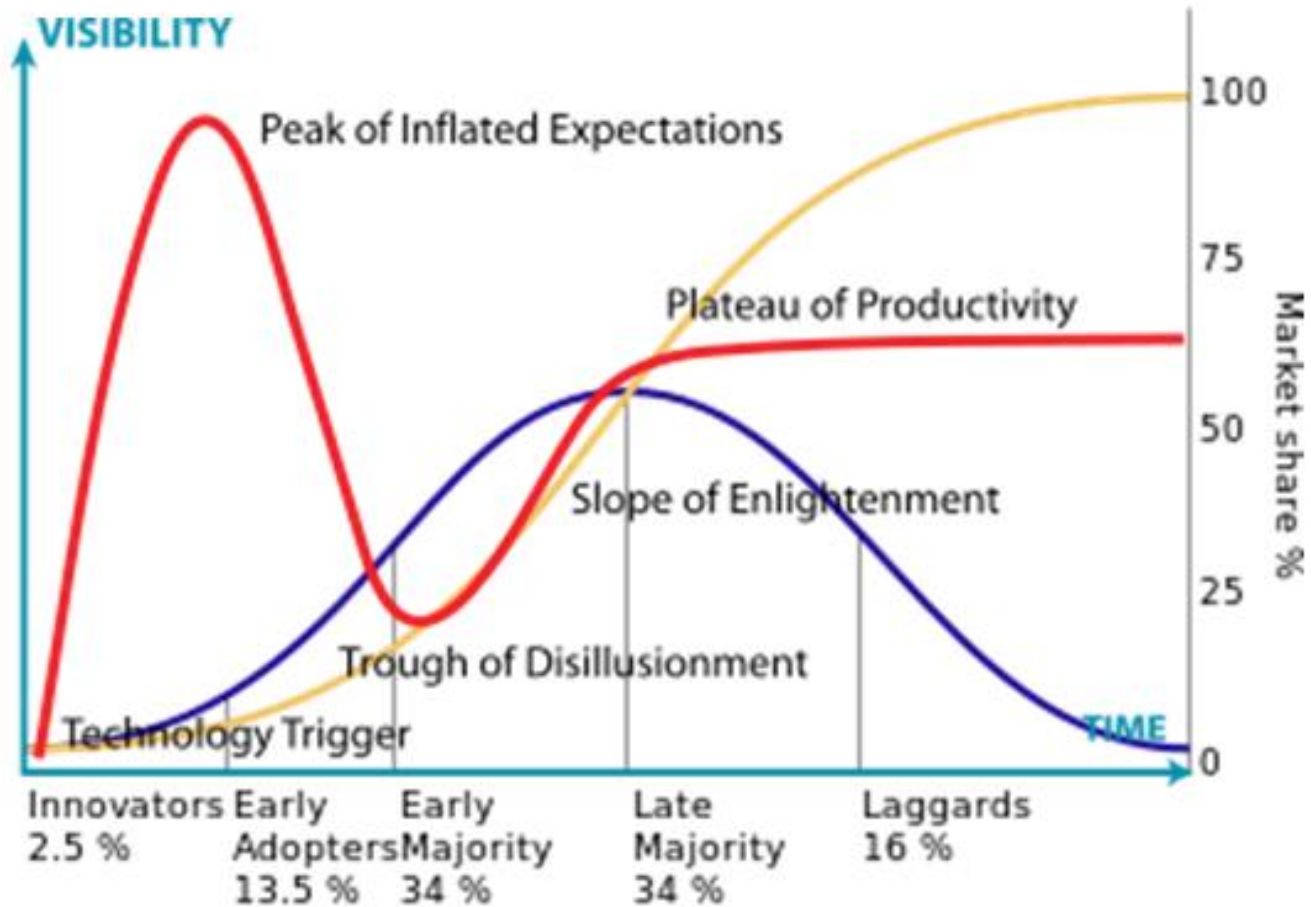 VISIBILITY
Peak of Inflated Expectations
100
75
Plateau of Productivity
Market share %
50
Slope of Enlightenment
25
Trough of Disillusionment
Technology Trigger
TIME
0
Innovators
2.5 %
Early
Adopters
13.5 %
Early
Majority
34 %
Late
Majority
34 %
Laggards
16 %